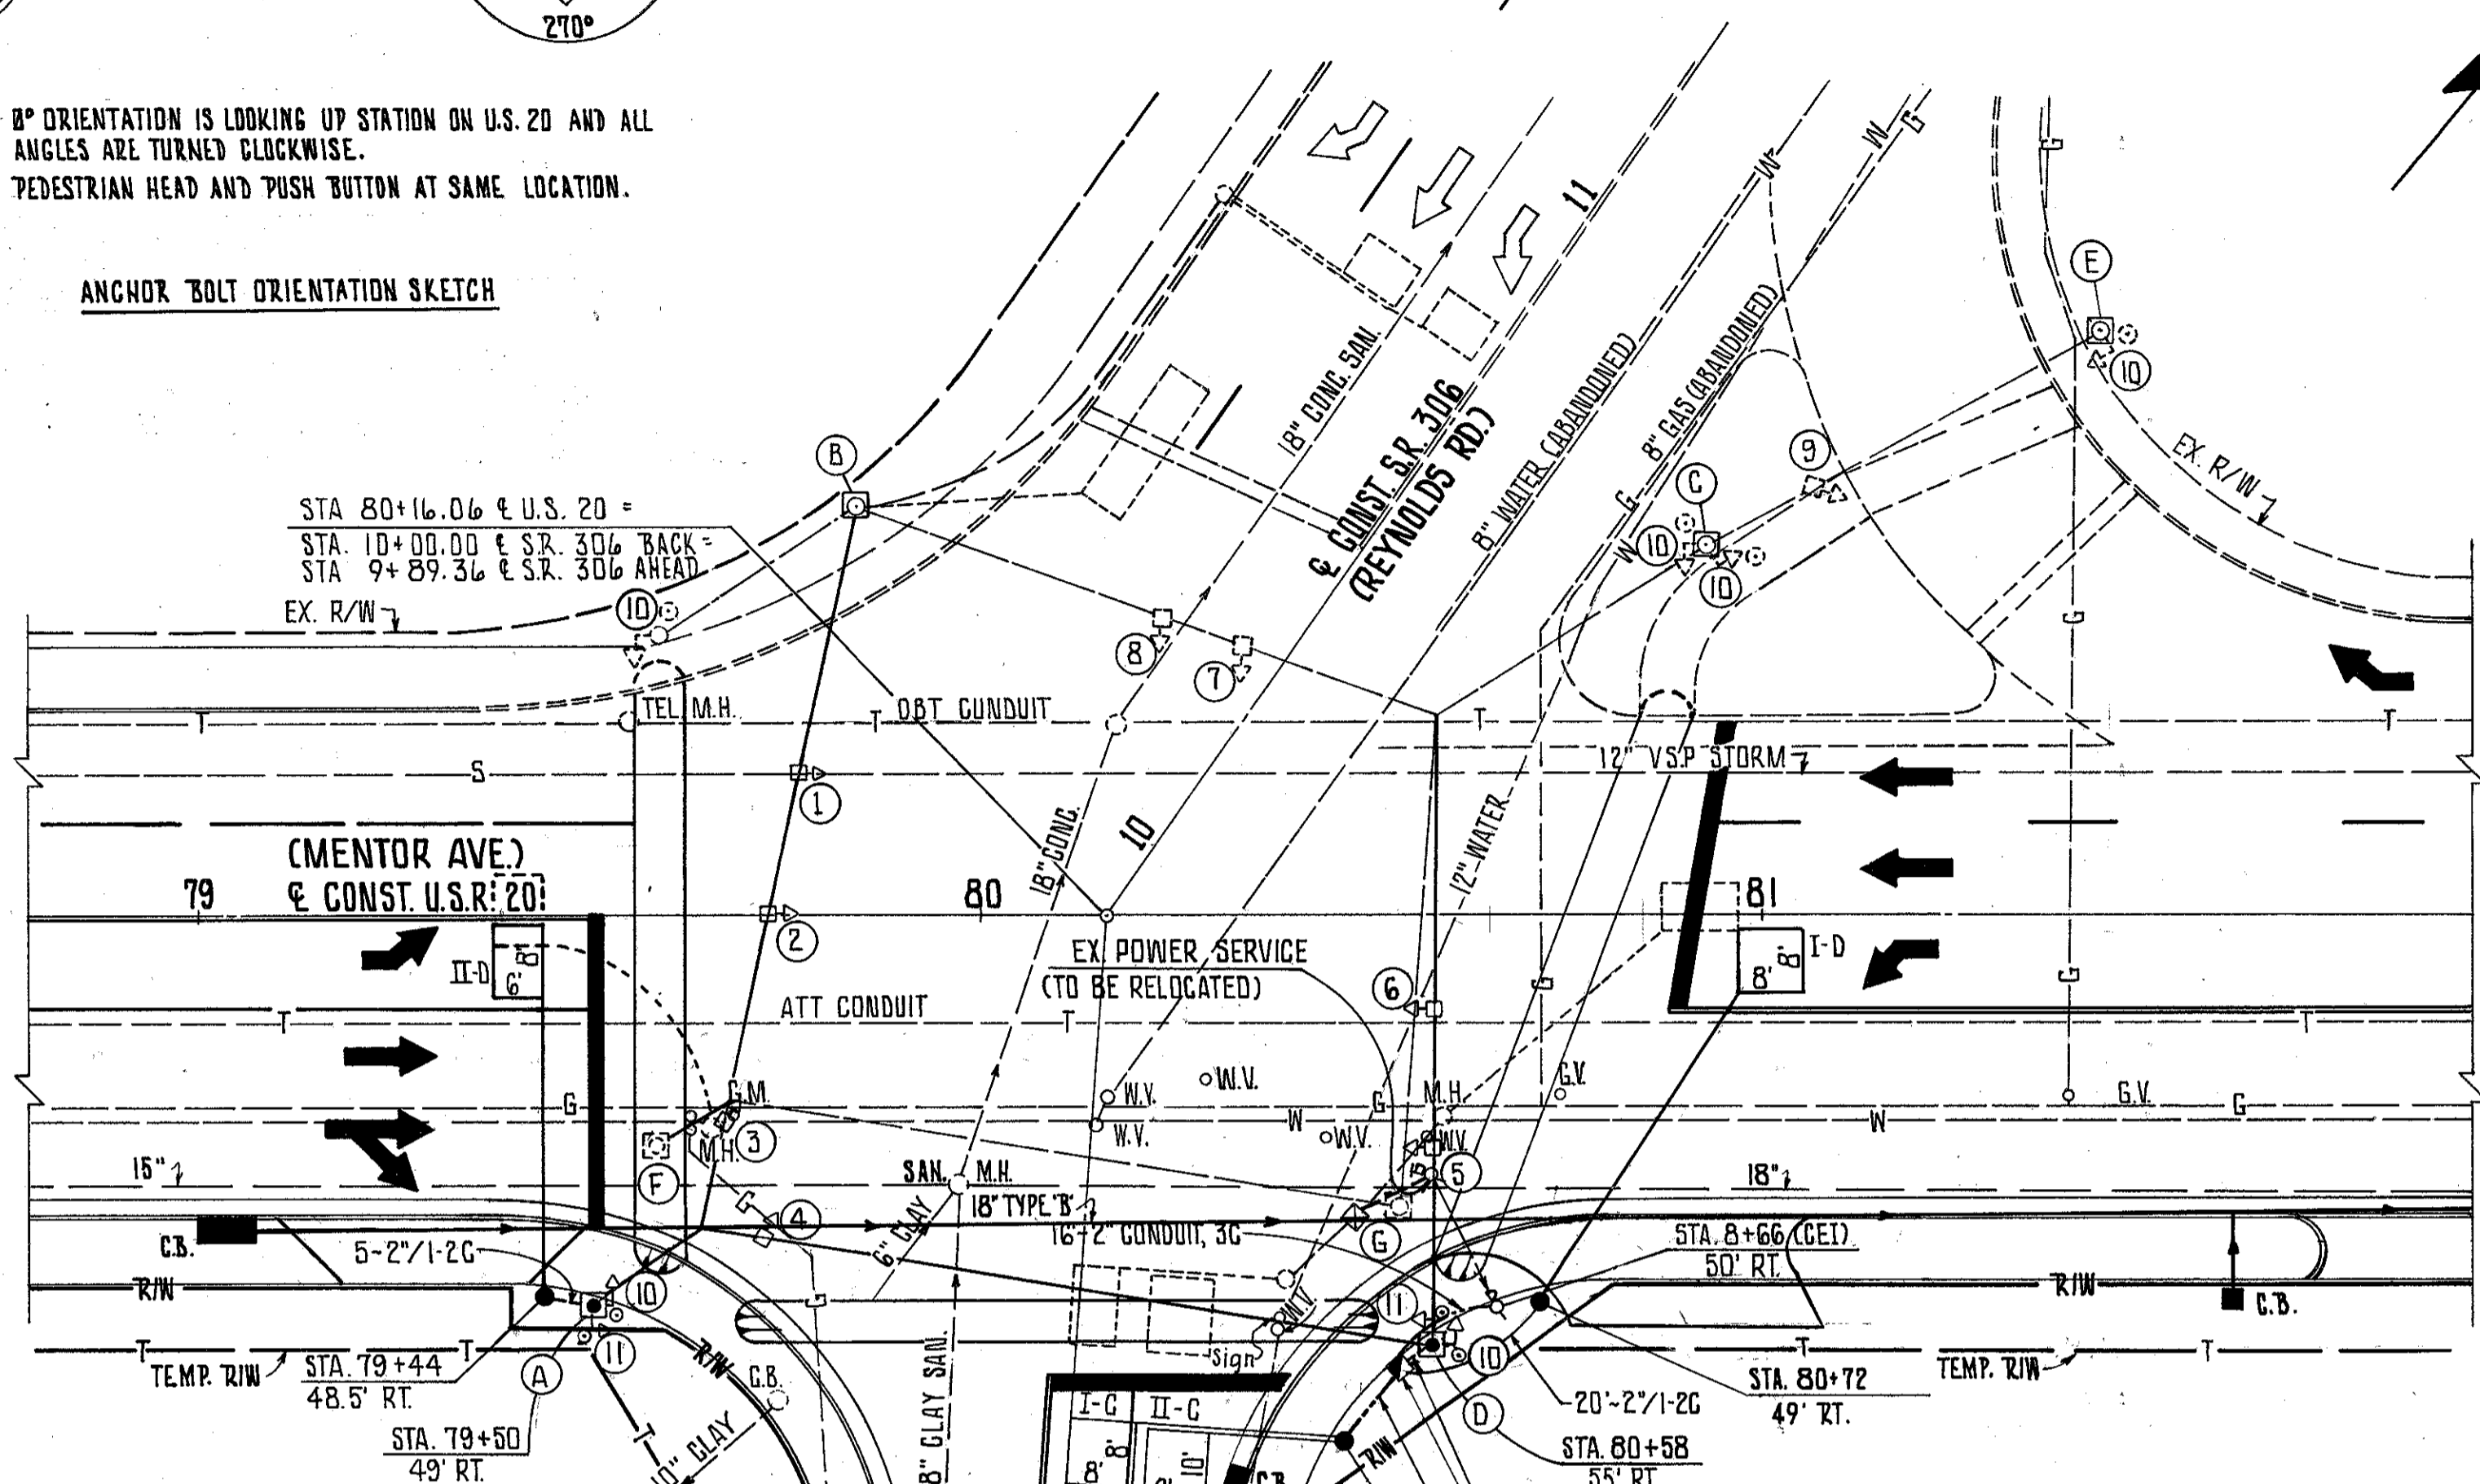 270°
0° ORIENTATION IS LOOKING UP STATION ON U.S. 20 AND ALL
ANGLES ARE TURNED CLOCKWISE.
PEDESTRIAN HEAD AND PUSH BUTTON AT SAME LOCATION.
ANCHOR BOLT ORIENTATION SKETCH
STA 80+16.06 ℄ U.S. 20 =
STA. 10+00.00 ℄ S.R. 306 BACK =
STA 9+89.36 ℄ S.R. 306 AHEAD
EX. R/W
10
B
8
7
11
18" CONC. SAN.
℄ CONST. S.R. 306
(REYNOLDS RD.)
8" WATER (ABANDONED)
8" GAS (ABANDONED)
W
W
G
G
G
W
E
10
9
C
10
10
EX. R/W
G
TEL. M.H.
T
T
OBT CUNDUIT
T
T
S
12" V.S.P STORM
1
(MENTOR AVE.)
℄ CONST. U.S.R. 20
79
80
81
10
18" CONC.
12" WATER
2
II-D
8'
6'
I-D
8'
8'
EX. POWER SERVICE
(TO BE RELOCATED)
6
G
G
ATT CONDUIT
T
T
T
G.M.
G
M.H.
3
F
W.V.
W.V.
W.V.
W.V.
W
G
M.H.
W.V.
G.V.
W
G.V.
G
15"
SAN. M.H.
5
18"
4
G
18" TYPE 'B'
6" CLAY
16-2" CONDUIT, 3C
G
C.B.
5~2"/1-2C
STA. 8+66 (CEI)
50' RT.
R/W
R/W
C.B.
10
11
W.V.
Sign
T
T
TEMP. R/W
STA. 79+44
48.5' RT.
A
11
R/W
G
C.B.
10
T
T
TEMP. R/W
STA. 80+72
49' RT.
20'~2"/1-2C
D
STA. 80+58
55' RT.
STA. 79+50
49' RT.
T
10" CLAY
8" CLAY SAN.
I-C
II-C
8'
8'
10'
R/W
C.B.